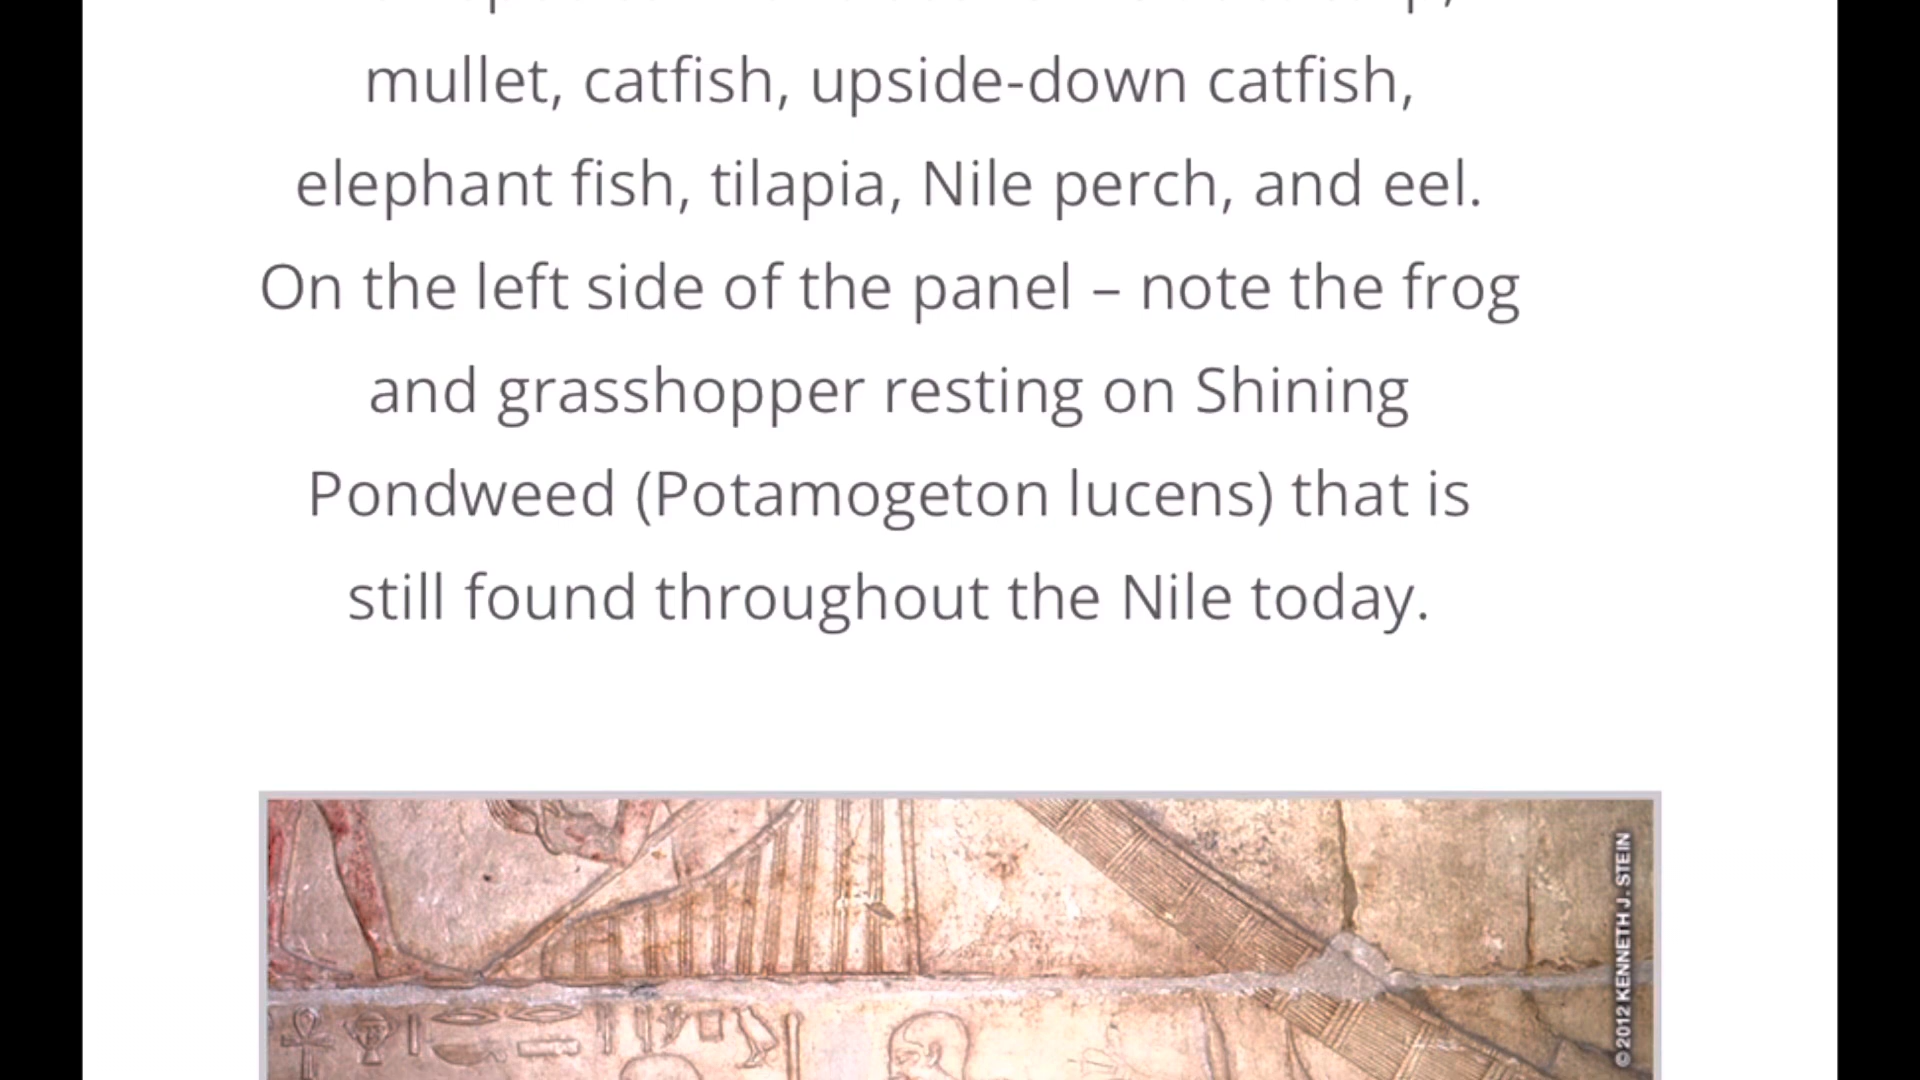 mullet, catfish, upside-down catfish,
elephant fish, tilapia, Nile perch, and eel.
On the left side of the panel – note the frog
and grasshopper resting on Shining
Pondweed (Potamogeton lucens) that is
still found throughout the Nile today.
©2012 KENNETH J. STEIN